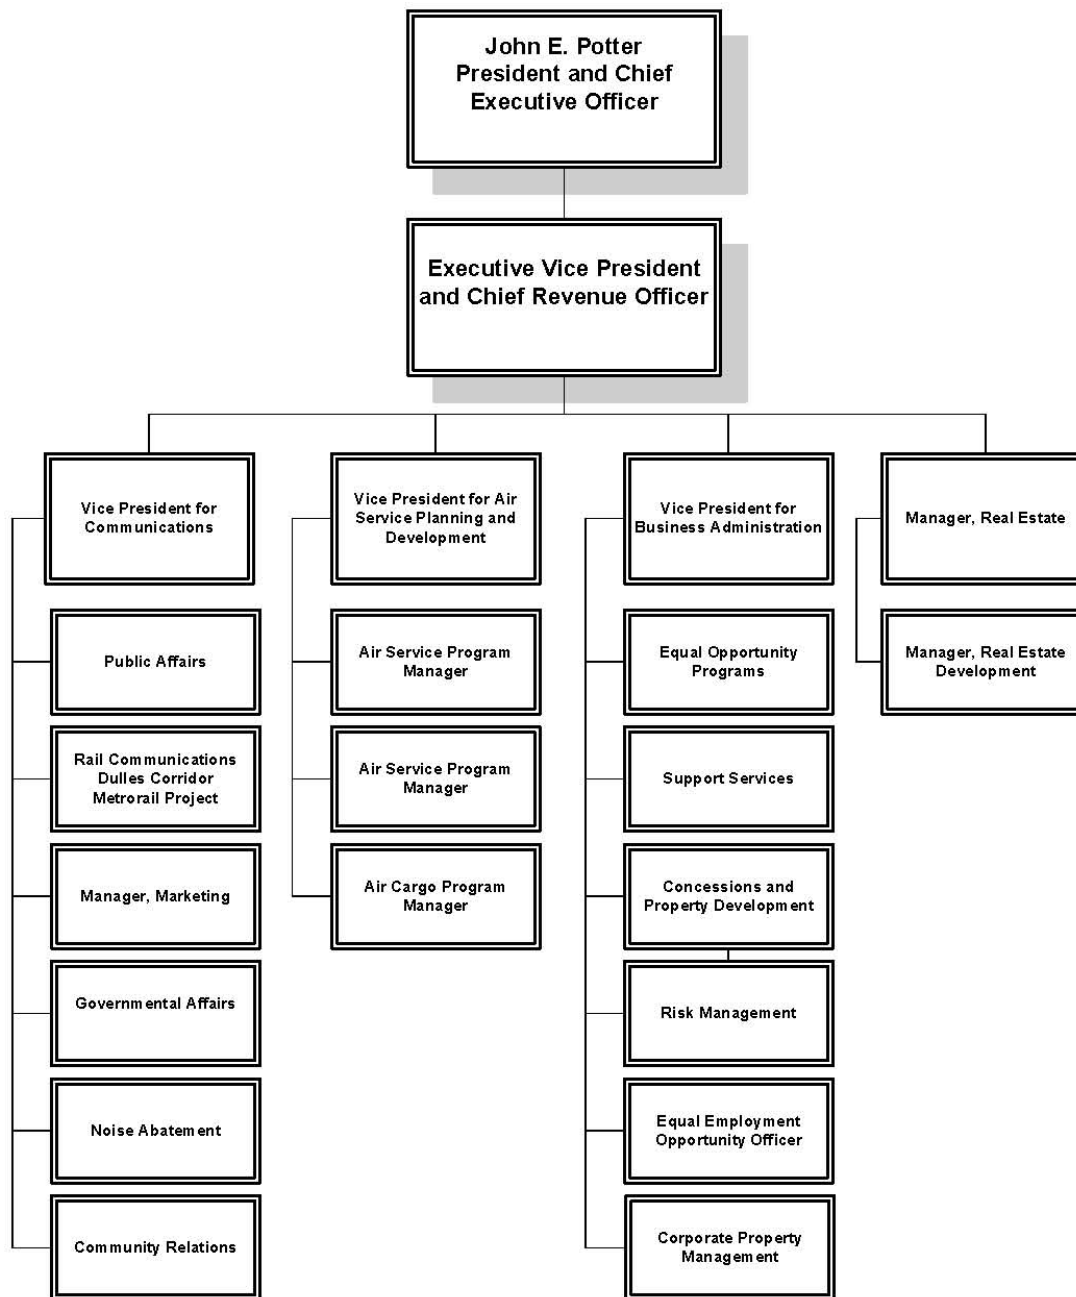 John E. Potter
President and Chief
Executive Officer
Executive Vice President
and Chief Revenue Officer
Vice President for
Communications
Public Affairs
Rail Communications
Dulles Corridor
Metrorail Project
Manager, Marketing
Governmental Affairs
Noise Abatement
Community Relations
Vice President for Air
Service Planning and
Development
Air Service Program
Manager
Air Service Program
Manager
Air Cargo Program
Manager
Vice President for
Business Administration
Equal Opportunity
Programs
Support Services
Concessions and
Property Development
Risk Management
Equal Employment
Opportunity Officer
Corporate Property
Management
Manager, Real Estate
Manager, Real Estate
Development